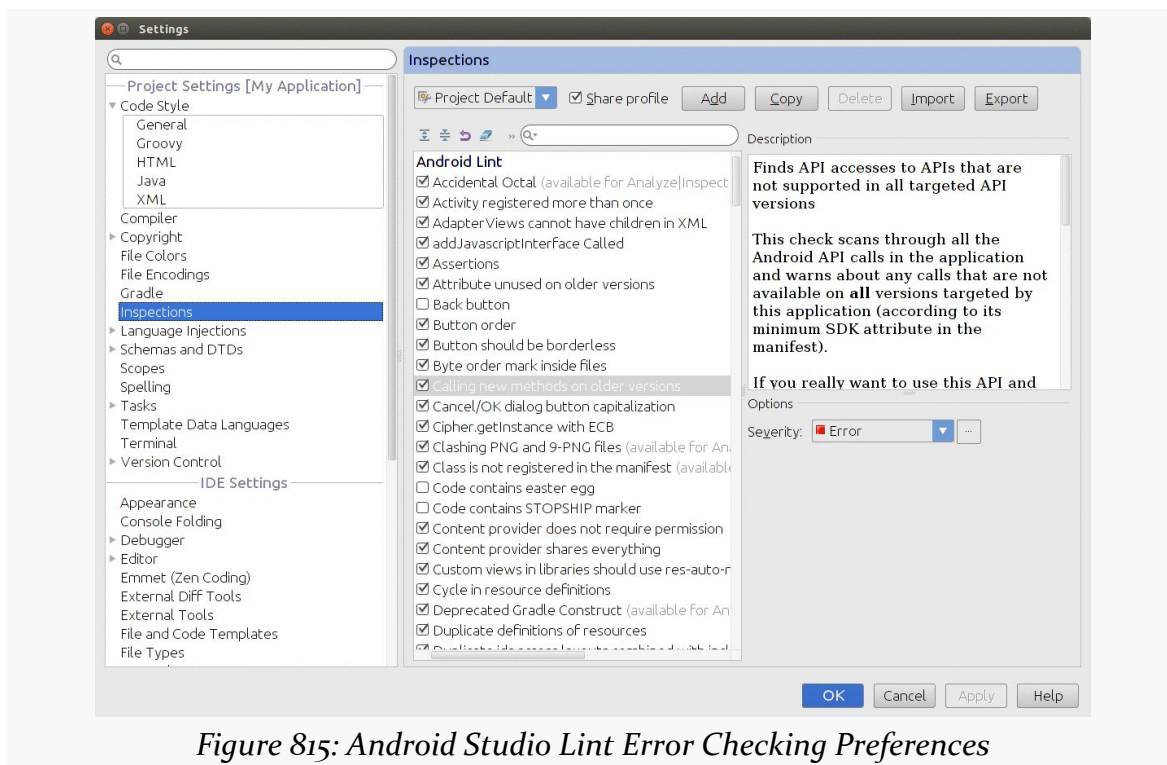 Settings
Project Settings [My Application]
Code Style
General
Groovy
HTML
Java
XML
Compiler
Copyright
File Colors
File Encodings
Gradle
Inspections
Language Injections
Schemas and DTDs
Scopes
Spelling
Tasks
Template Data Languages
Terminal
Version Control
IDE Settings
Appearance
Console Folding
Debugger
Editor
Emmet (Zen Coding)
External Diff Tools
External Tools
File and Code Templates
File Types
Inspections
Project Default Share profile Add Copy Delete Import Export
»
Android Lint
Accidental Octal (available for Analyze|Inspect
Activity registered more than once
AdapterViews cannot have children in XML
addJavascriptInterface Called
Assertions
Attribute unused on older versions
Back button
Button order
Button should be borderless
Byte order mark inside files
Calling new methods on older versions
Cancel/OK dialog button capitalization
Cipher.getInstance with ECB
Clashing PNG and 9-PNG files (available for An
Class is not registered in the manifest (available
Code contains easter egg
Code contains STOPSHIP marker
Content provider does not require permission
Content provider shares everything
Custom views in libraries should use res-auto-n
Cycle in resource definitions
Deprecated Gradle Construct (available for An
Duplicate definitions of resources
Description
Finds API accesses to APIs that are
not supported in all targeted API
versions
This check scans through all the
Android API calls in the application
and warns about any calls that are not
available on all versions targeted by
this application (according to its
minimum SDK attribute in the
manifest).
If you really want to use this API and
Options
Severity: Error ...
OK Cancel Apply Help
Figure 815: Android Studio Lint Error Checking Preferences